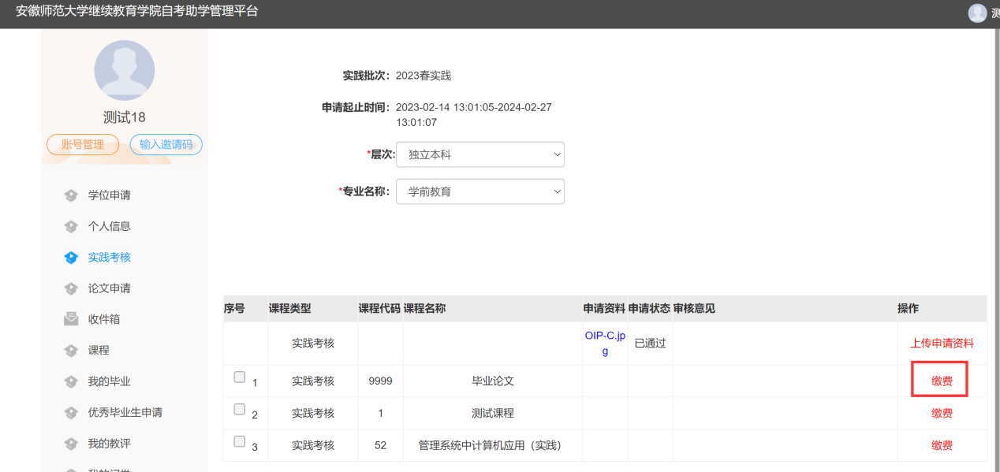 安徽师范大学继续教育学院自考助学管理平台
测
测试18
账号管理 输入邀请码
学位申请
个人信息
实践考核
论文申请
收件箱
课程
我的毕业
优秀毕业生申请
我的教评
实践批次: 2023春实践
申请起止时间: 2023-02-14 13:01:05-2024-02-27
13:01:07
*层次: 独立本科
*专业名称: 学前教育
序号 课程类型 课程代码 课程名称 申请资料 申请状态 审核意见 操作
实践考核 OIP-C.jp
g 已通过 上传申请资料
1 实践考核 9999 毕业论文 缴费
2 实践考核 1 测试课程 缴费
3 实践考核 52 管理系统中计算机应用（实践） 缴费